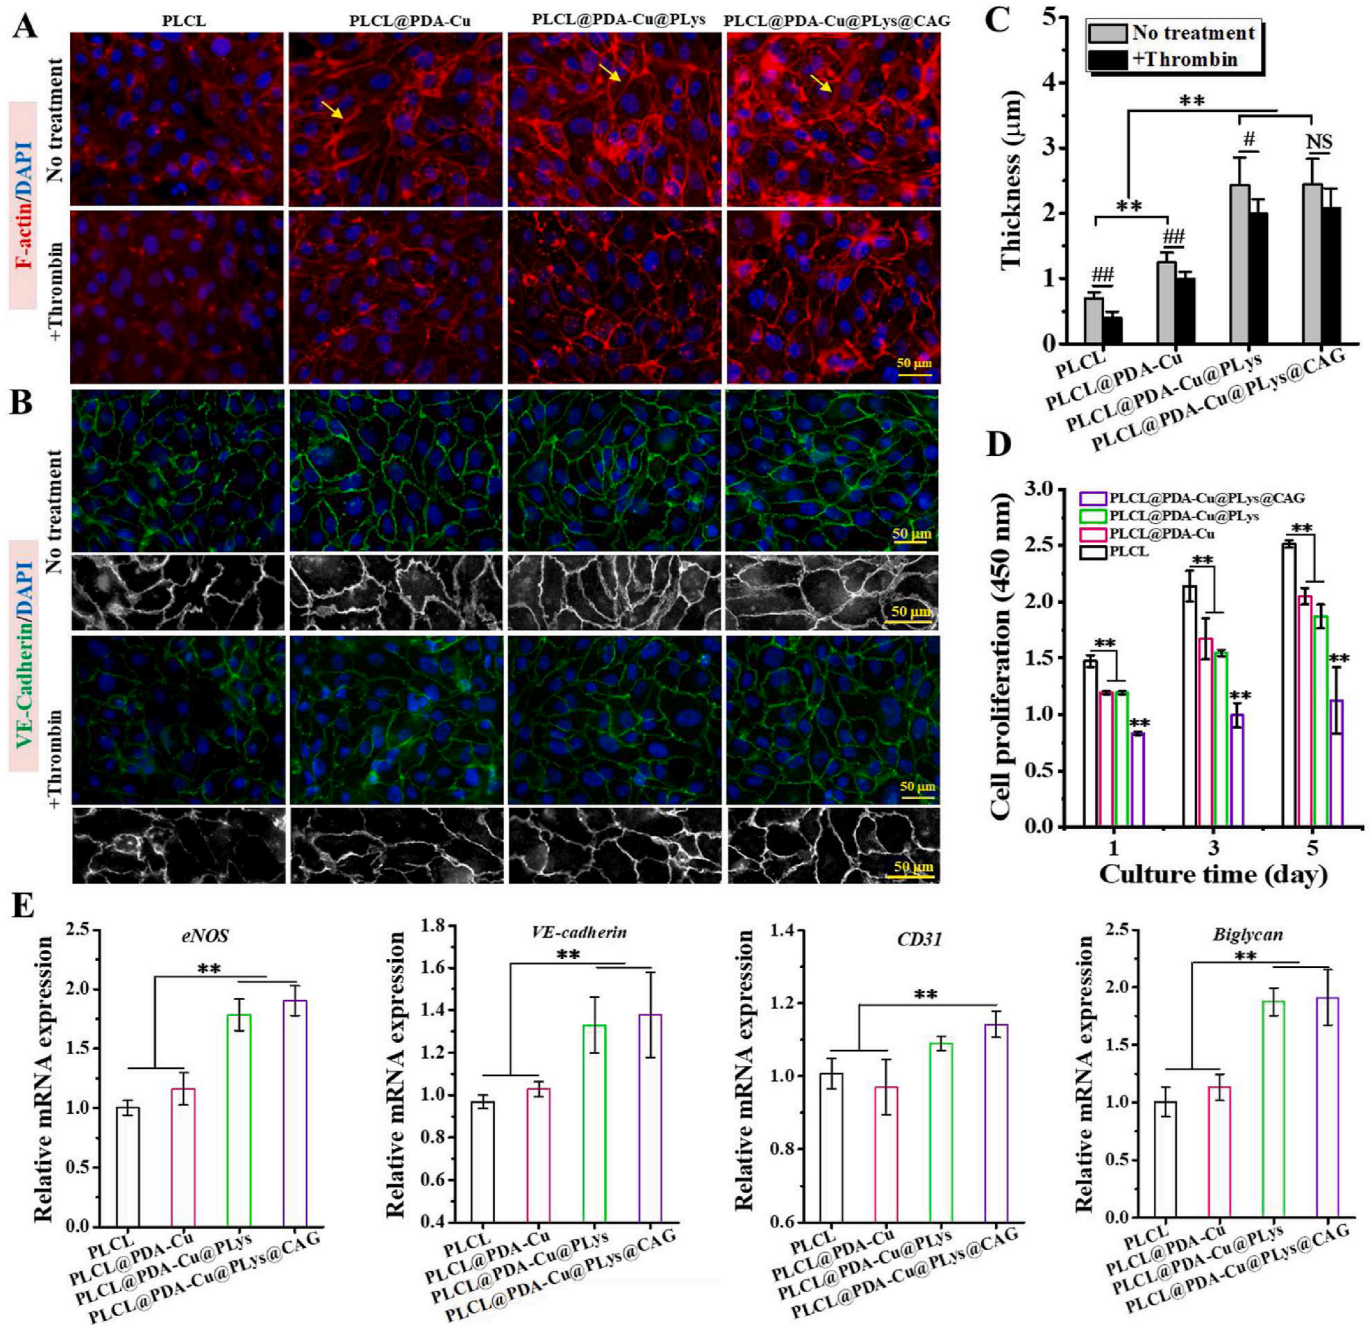 A
PLCL
PLCL@PDA-Cu
PLCL@PDA-Cu@PLys
PLCL@PDA-Cu@PLys@CAG
F-actin/DAPI
No treatment
+Thrombin
50 μm
B
VE-Cadherin/DAPI
No treatment
50 μm
50 μm
+Thrombin
50 μm
50 μm
C
Thickness (μm)
5
4
3
2
1
0
No treatment
+Thrombin
**
**
##
##
#
NS
PLCL
PLCL@PDA-Cu
PLCL@PDA-Cu@PLys
PLCL@PDA-Cu@PLys@CAG
D
Cell proliferation (450 nm)
3.0
2.5
2.0
1.5
1.0
0.5
0.0
PLCL@PDA-Cu@PLys@CAG
PLCL@PDA-Cu@PLys
PLCL@PDA-Cu
PLCL
**
**
**
**
**
**
1
3
5
Culture time (day)
E
Relative mRNA expression
2.5
2.0
1.5
1.0
0.5
0.0
eNOS
**
PLCL
PLCL@PDA-Cu
PLCL@PDA-Cu@PLys
PLCL@PDA-Cu@PLys@CAG
Relative mRNA expression
1.8
1.6
1.4
1.2
1.0
0.8
0.6
0.4
VE-cadherin
**
PLCL
PLCL@PDA-Cu
PLCL@PDA-Cu@PLys
PLCL@PDA-Cu@PLys@CAG
Relative mRNA expression
1.4
1.2
1.0
0.8
0.6
CD31
**
PLCL
PLCL@PDA-Cu
PLCL@PDA-Cu@PLys
PLCL@PDA-Cu@PLys@CAG
Relative mRNA expression
2.5
2.0
1.5
1.0
0.5
0.0
Biglycan
**
PLCL
PLCL@PDA-Cu
PLCL@PDA-Cu@PLys
PLCL@PDA-Cu@PLys@CAG